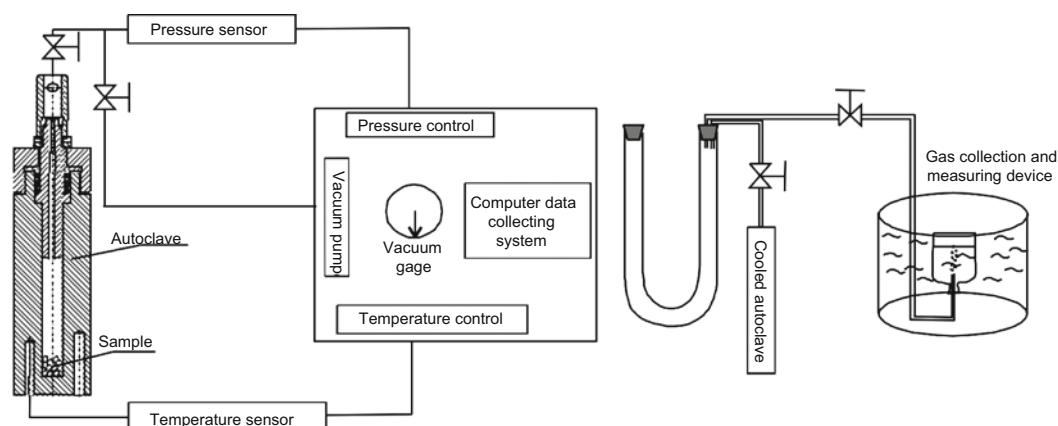 Pressure sensor
Pressure control
Vacuum pump
Vacuum
gage
Computer data
collecting
system
Temperature control
Autoclave
Sample
Temperature sensor
Cooled autoclave
Gas collection and
measuring device